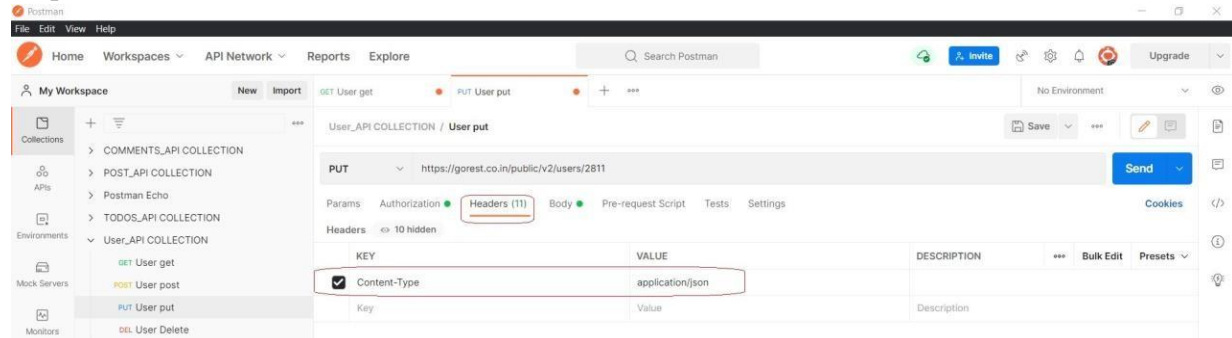 Postman
File Edit View Help
Home Workspaces API Network Reports Explore Search Postman Invite Upgrade
My Workspace New Import GET User get PUT User put No Environment
Collections
APIs
Environments
Mock Servers
Monitors
COMMENTS_API COLLECTION
POST_API COLLECTION
Postman Echo
TODOS_API COLLECTION
User_API COLLECTION
GET User get
POST User post
PUT User put
DEL User Delete
User_API COLLECTION / User put Save
PUT https://gorest.co.in/public/v2/users/2811 Send
Params Authorization Headers (11) Body Pre-request Script Tests Settings Cookies
Headers 10 hidden
KEY VALUE DESCRIPTION Bulk Edit Presets
Content-Type application/json
Key Value Description